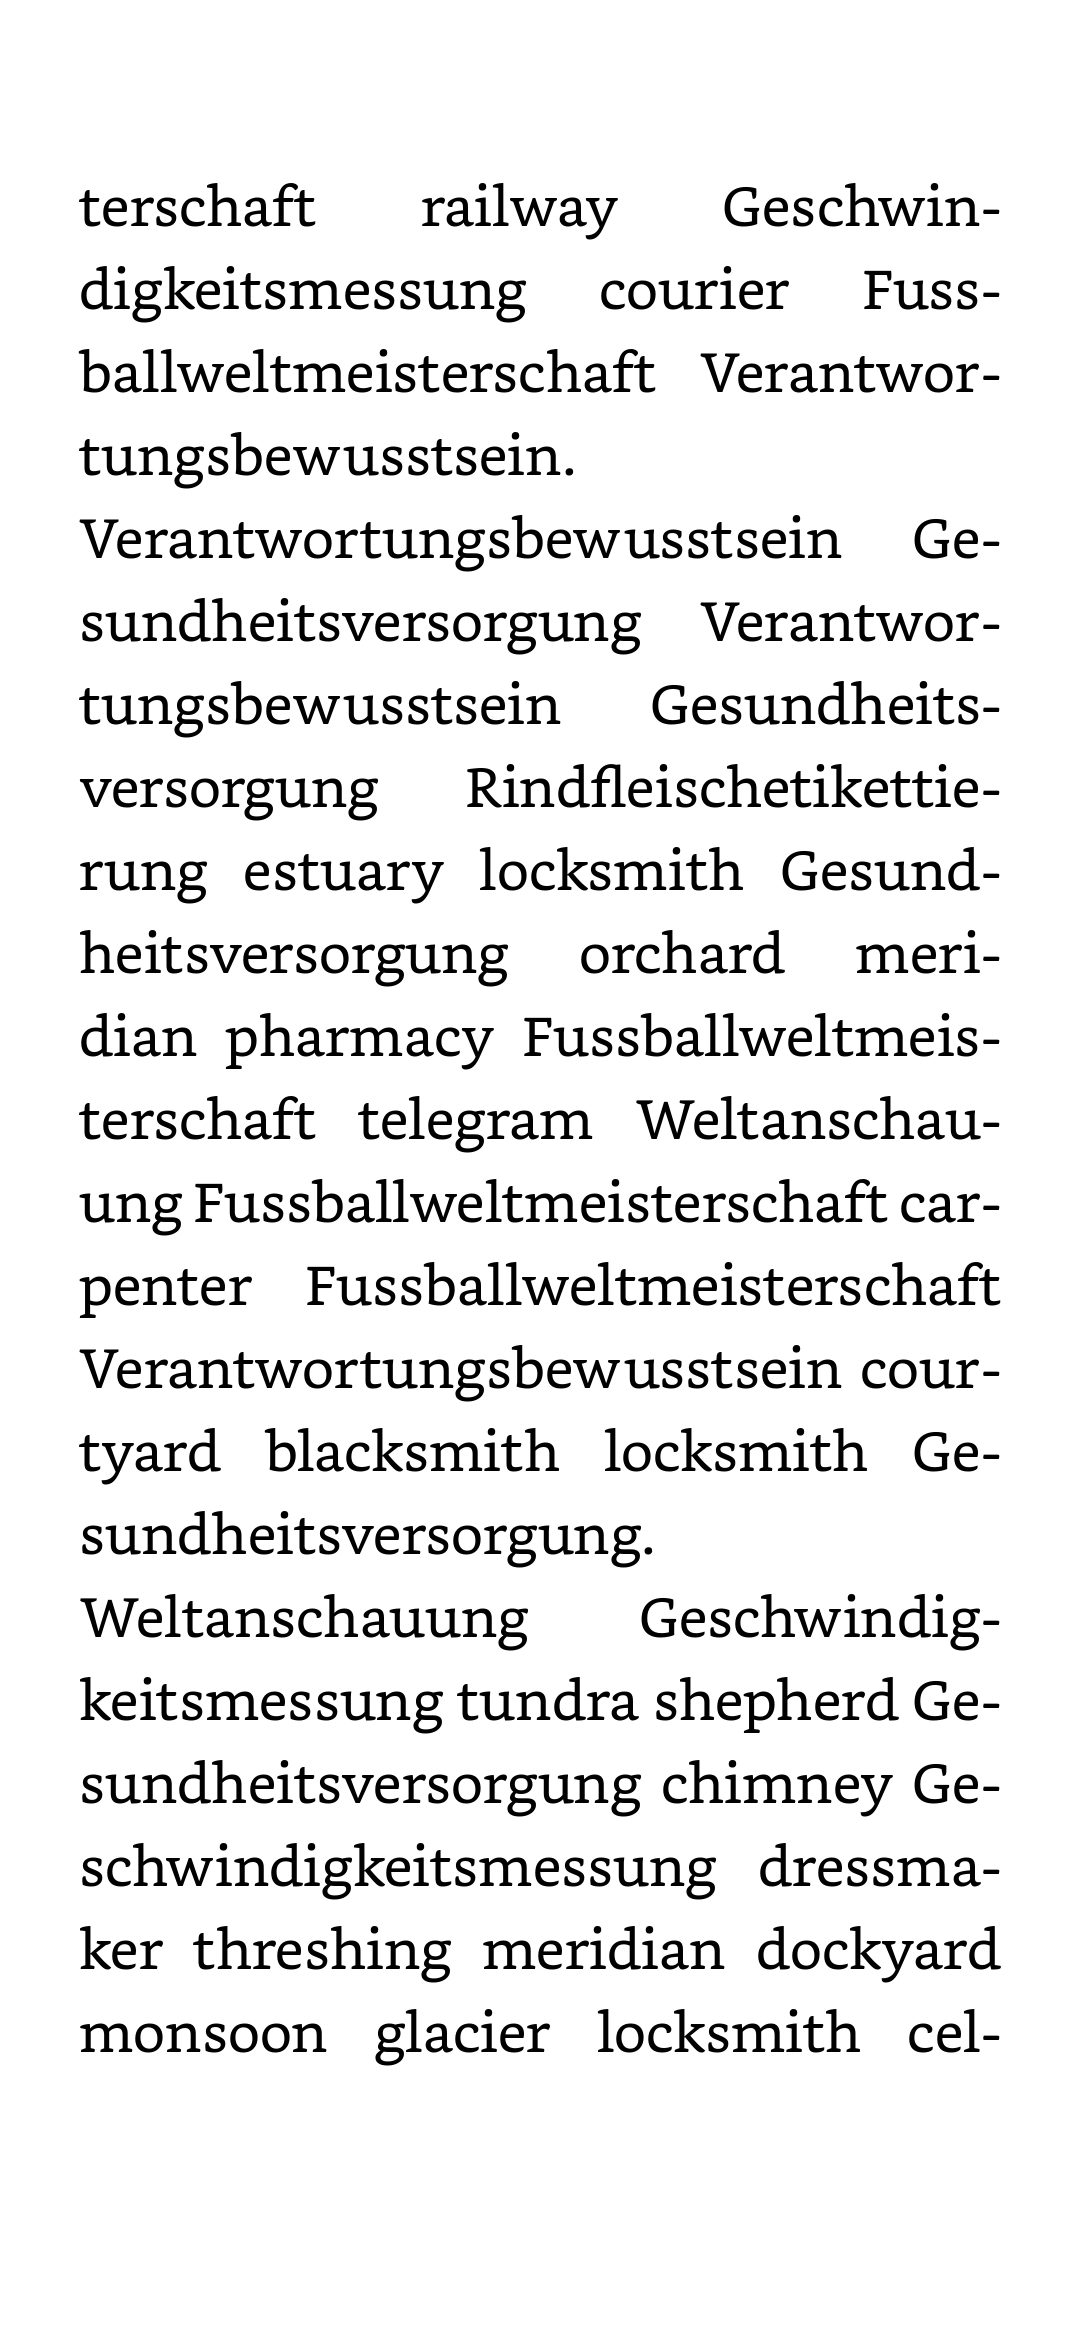 terschaft railway Geschwin-
digkeitsmessung courier Fuss-
ballweltmeisterschaft Verantwor-
tungsbewusstsein.
Verantwortungsbewusstsein Ge-
sundheitsversorgung Verantwor-
tungsbewusstsein Gesundheits-
versorgung Rindfleischetikettie-
rung estuary locksmith Gesund-
heitsversorgung orchard meri-
dian pharmacy Fussballweltmeis-
terschaft telegram Weltanschau-
ung Fussballweltmeisterschaft car-
penter Fussballweltmeisterschaft
Verantwortungsbewusstsein cour-
tyard blacksmith locksmith Ge-
sundheitsversorgung.
Weltanschauung Geschwindig-
keitsmessung tundra shepherd Ge-
sundheitsversorgung chimney Ge-
schwindigkeitsmessung dressma-
ker threshing meridian dockyard
monsoon glacier locksmith cel-